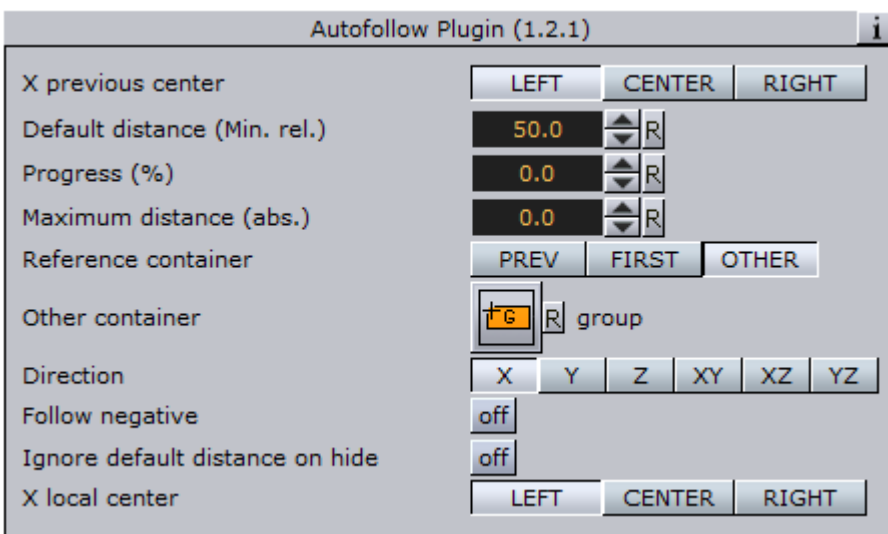 Autofollow Plugin (1.2.1) i
X previous center LEFT CENTER RIGHT
Default distance (Min. rel.) 50.0 R
Progress (%) 0.0 R
Maximum distance (abs.) 0.0 R
Reference container PREV FIRST OTHER
Other container G R group
Direction X Y Z XY XZ YZ
Follow negative off
Ignore default distance on hide off
X local center LEFT CENTER RIGHT